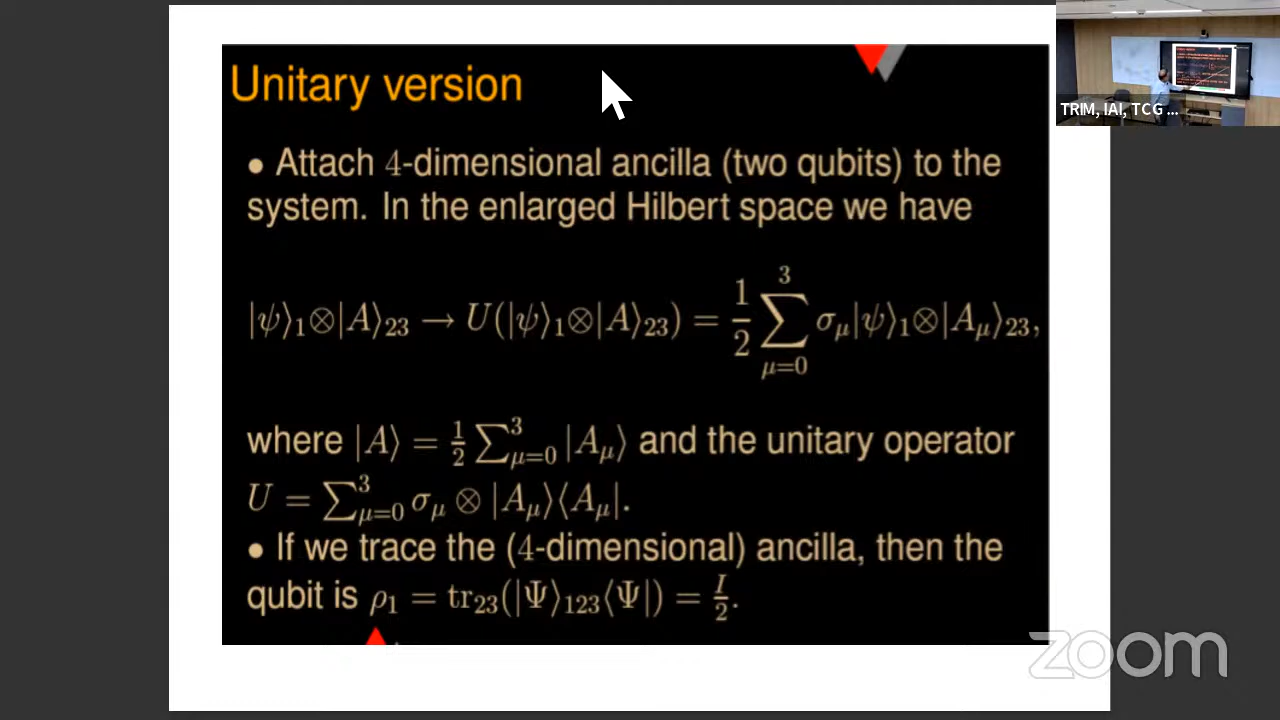 Unitary version
• Attach 4-dimensional ancilla (two qubits) to the
system. In the enlarged Hilbert space we have
|ψ⟩₁⊗|A⟩₂₃ → U(|ψ⟩₁⊗|A⟩₂₃) = 1/2 ∑³_{μ=0} σ_μ|ψ⟩₁⊗|A_μ⟩₂₃,
where |A⟩ = 1/2 ∑³_{μ=0} |A_μ⟩ and the unitary operator
U = ∑³_{μ=0} σ_μ ⊗ |A_μ⟩⟨A_μ|.
• If we trace the (4-dimensional) ancilla, then the
qubit is ρ₁ = tr₂₃(|Ψ⟩₁₂₃⟨Ψ|) = I/2.
TRIM, IAI, TCG ...
zoom